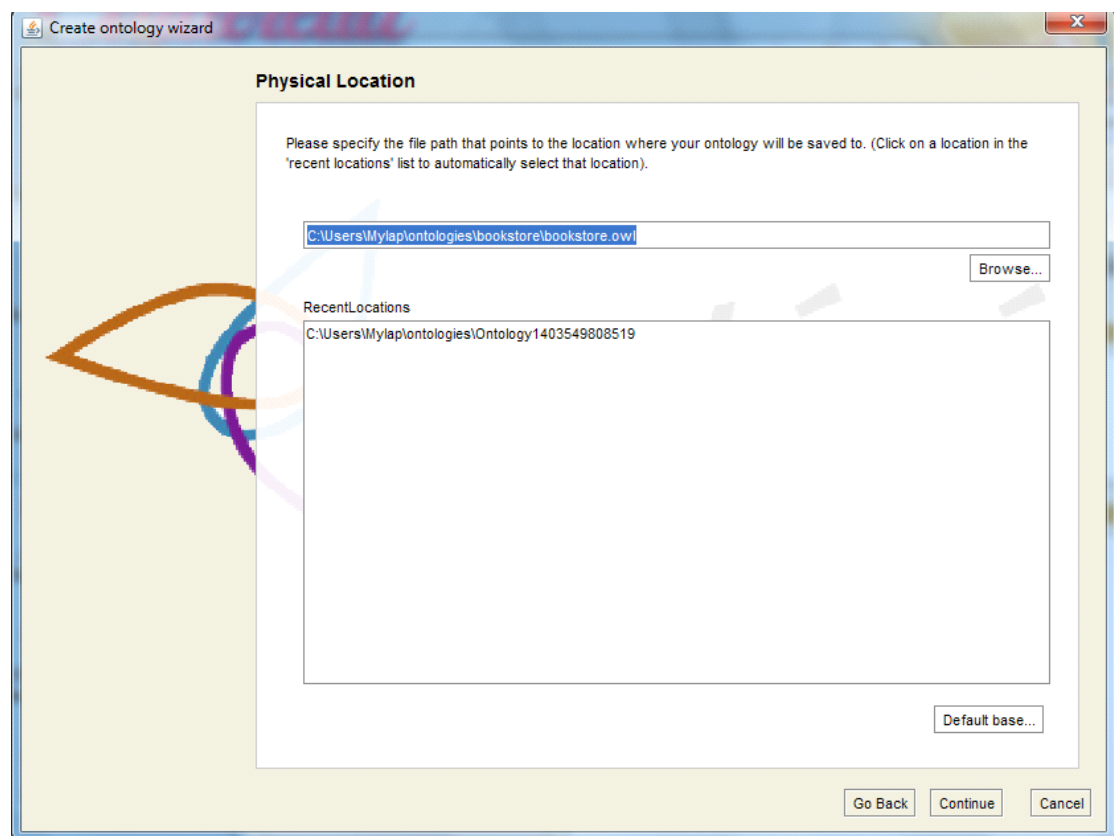 Create ontology wizard
Physical Location
Please specify the file path that points to the location where your ontology will be saved to. (Click on a location in the
'recent locations' list to automatically select that location).
C:\Users\Mylap\ontologies\bookstore\bookstore.owl
Browse...
RecentLocations
C:\Users\Mylap\ontologies\Ontology1403549808519
Default base...
Go Back Continue Cancel